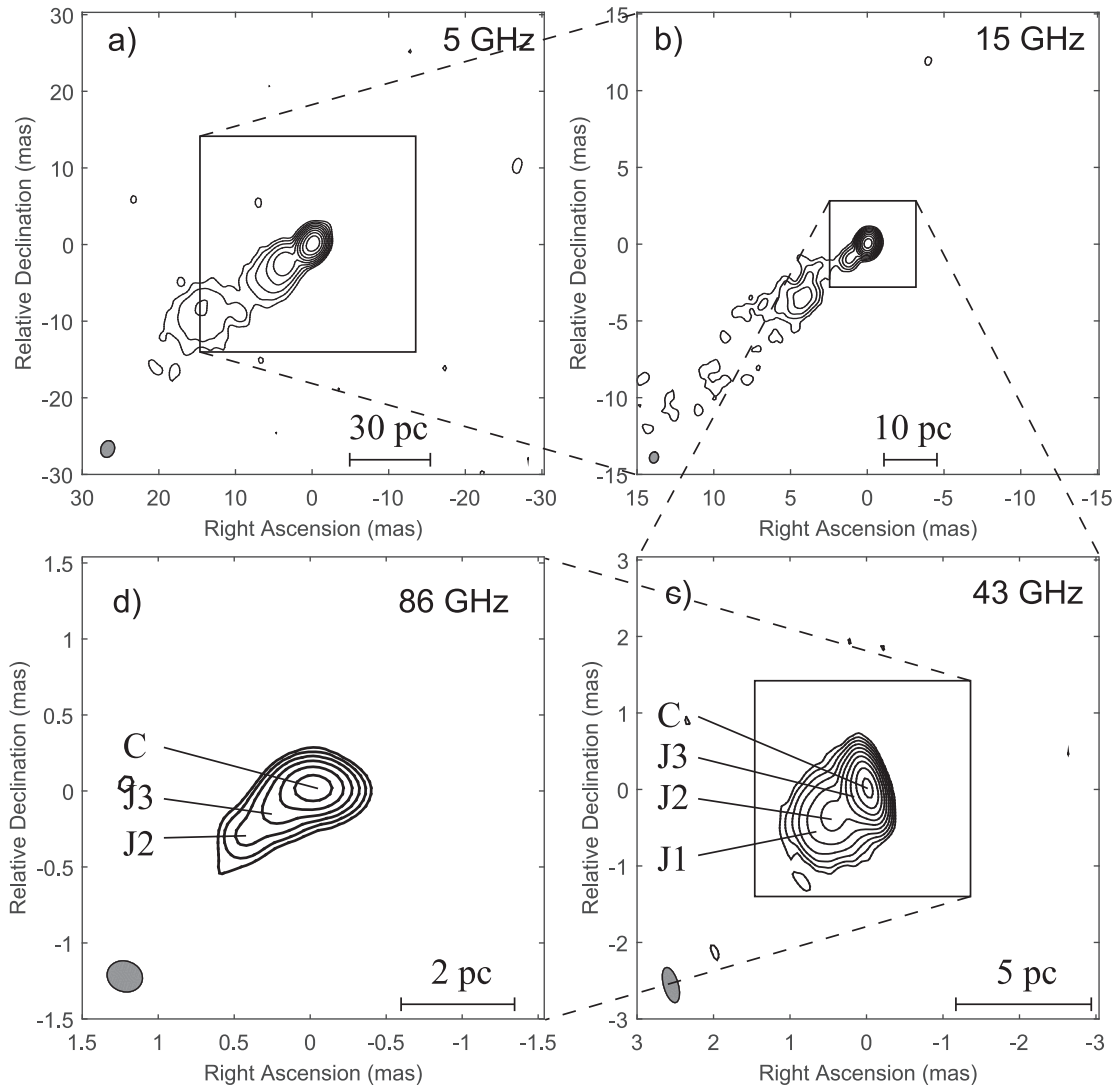 a) 5 GHz
30
20
10
0
-10
-20
-30
Relative Declination (mas)
30 pc
30 20 10 0 -10 -20 -30
Right Ascension (mas)
b) 15 GHz
15
10
5
0
-5
-10
-15
Relative Declination (mas)
10 pc
15 10 5 0 -5 -10 -15
Right Ascension (mas)
d) 86 GHz
1.5
1
0.5
0
-0.5
-1
-1.5
Relative Declination (mas)
C
J3
J2
2 pc
1.5 1 0.5 0 -0.5 -1 -1.5
Right Ascension (mas)
c) 43 GHz
3
2
1
0
-1
-2
-3
Relative Declination (mas)
C
J3
J2
J1
5 pc
3 2 1 0 -1 -2 -3
Right Ascension (mas)